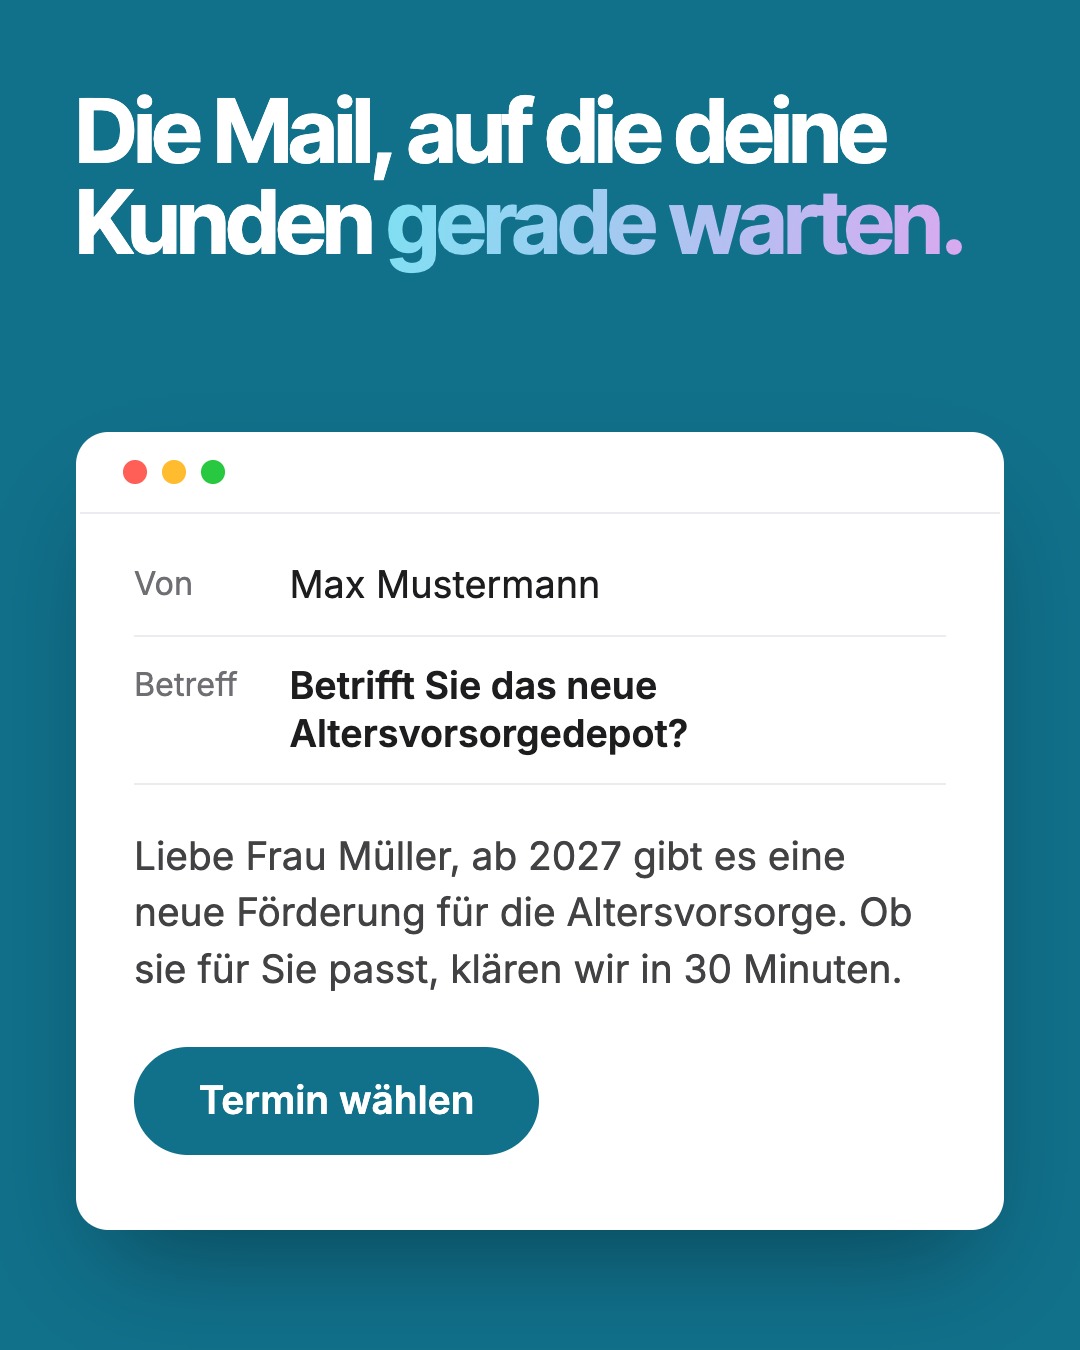 Die Mail, auf die deine
Kunden gerade warten.
Von Max Mustermann
Betreff Betrifft Sie das neue
Altersvorsorgedepot?
Liebe Frau Müller, ab 2027 gibt es eine
neue Förderung für die Altersvorsorge. Ob
sie für Sie passt, klären wir in 30 Minuten.
Termin wählen